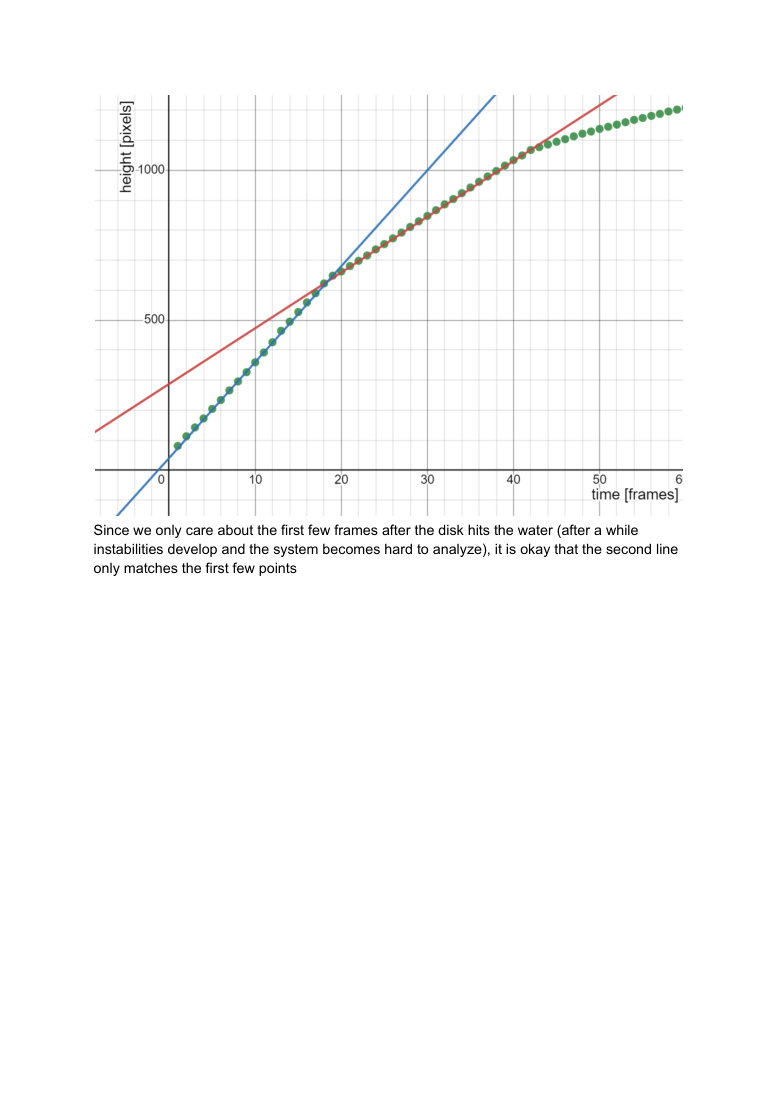 height [pixels]
1000
500
0
10
20
30
40
50
6
time [frames]
Since we only care about the first few frames after the disk hits the water (after a while
instabilities develop and the system becomes hard to analyze), it is okay that the second line
only matches the first few points